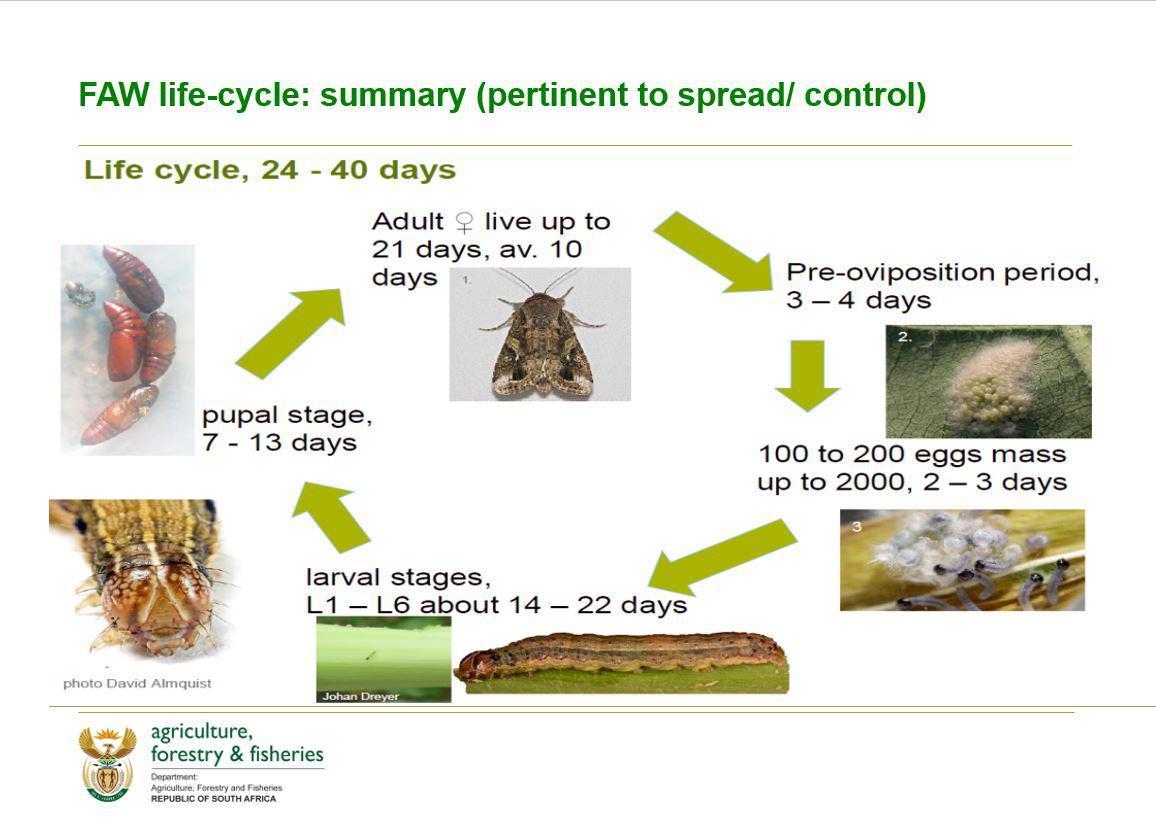 FAW life-cycle: summary (pertinent to spread/ control)
Life cycle, 24 - 40 days
Adult ♀ live up to
21 days, av. 10
days
1.
Pre-oviposition period,
3 – 4 days
2.
100 to 200 eggs mass
up to 2000, 2 – 3 days
3
larval stages,
L1 – L6 about 14 – 22 days
Johan Dreyer
pupal stage,
7 - 13 days
photo David Almquist
agriculture,
forestry & fisheries
Department:
Agriculture, Forestry and Fisheries
REPUBLIC OF SOUTH AFRICA